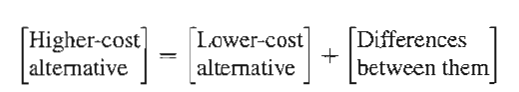 [Higher-cost alternative] = [Lower-cost alternative] + [Differences between them]